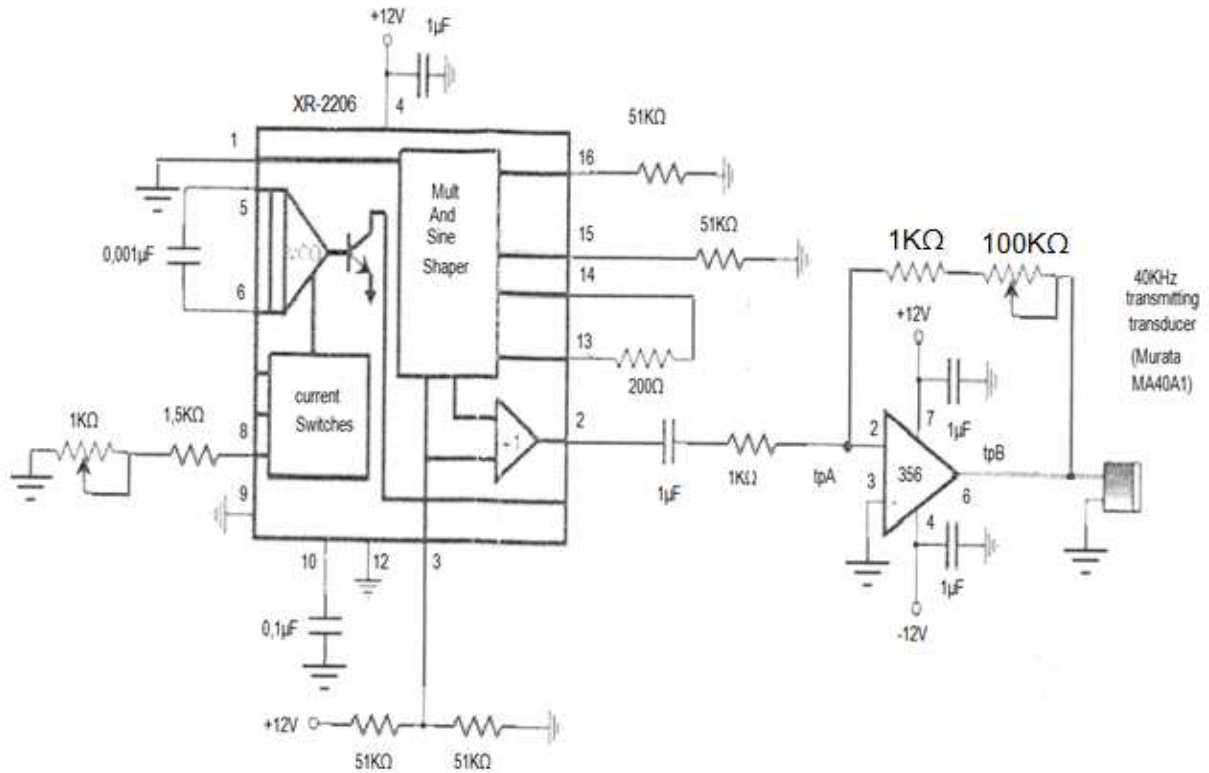 +12V
1µF
XR-2206
4
51KΩ
1
16
Mult
And
Sine
Shaper
5
VCO
0,001µF
6
51KΩ
15
14
13
200Ω
1KΩ
100KΩ
40KHz
transmitting
transducer
(Murata
MA40A1)
+12V
current
Switches
1KΩ
1,5KΩ
8
9
+1
2
1µF
1KΩ
tpA
2
3
7
1µF
356
-
6
tpB
4
1µF
-12V
10
12
3
0,1µF
+12V
51KΩ
51KΩ